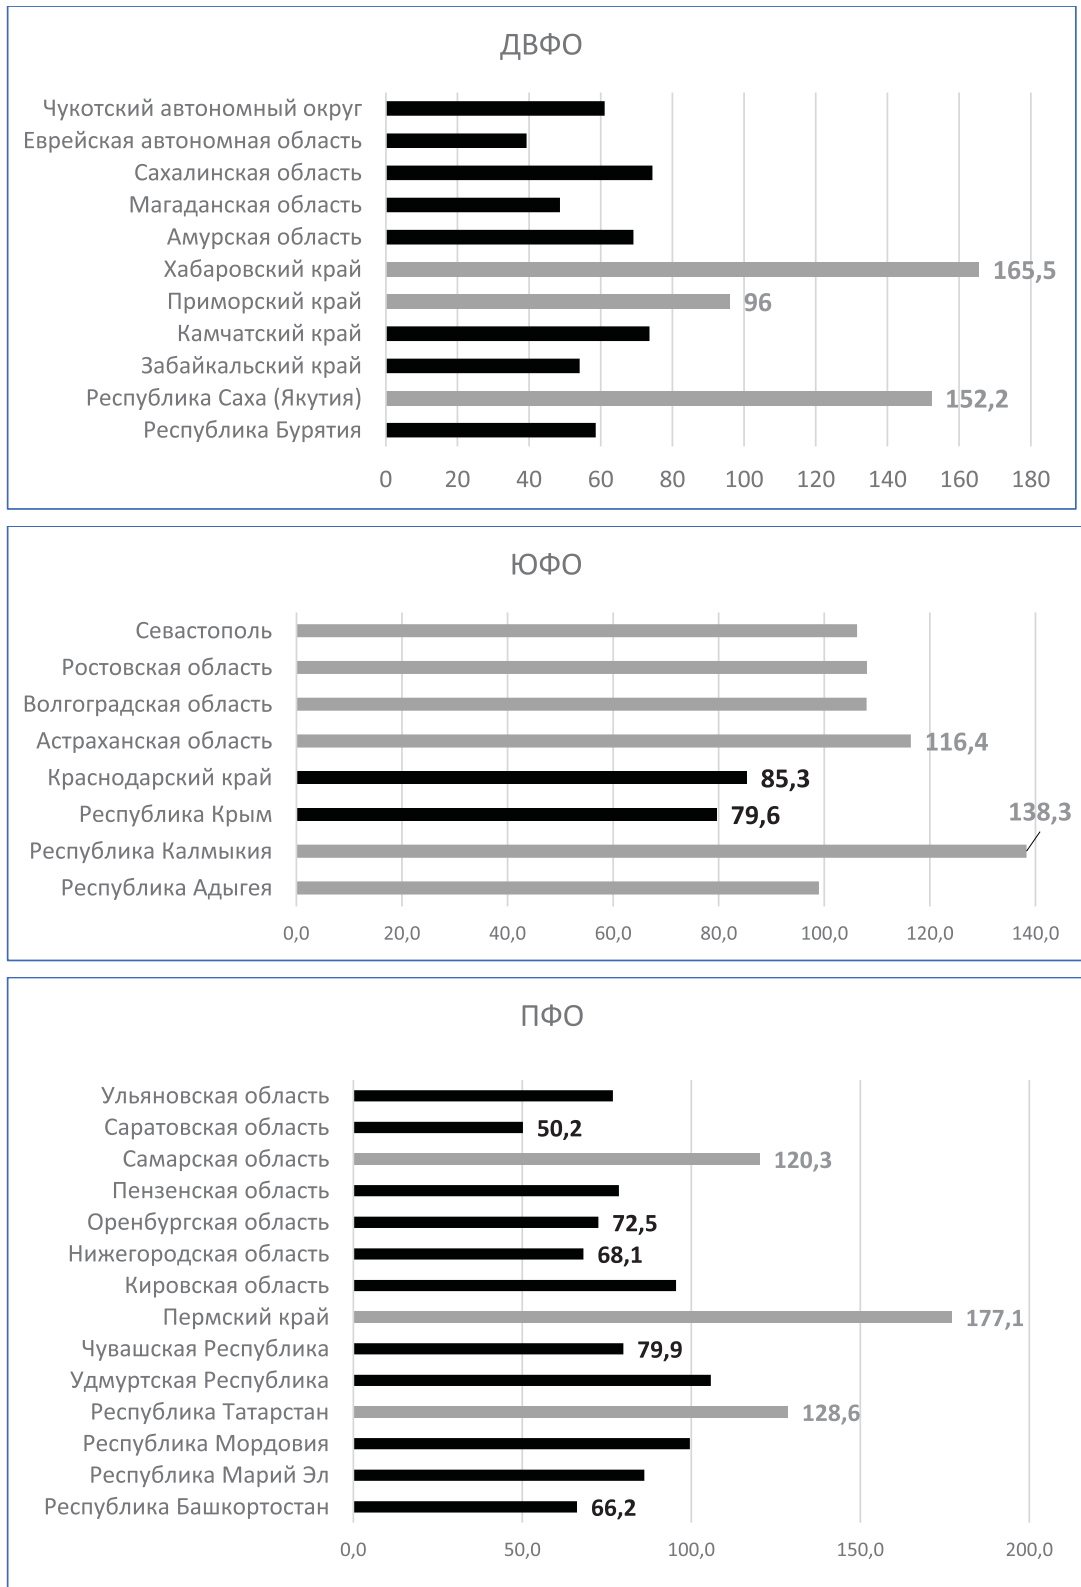 ДВФО
Чукотский автономный округ
Еврейская автономная область
Сахалинская область
Магаданская область
Амурская область
Хабаровский край 165,5
Приморский край 96
Камчатский край
Забайкальский край
Республика Саха (Якутия) 152,2
Республика Бурятия
0 20 40 60 80 100 120 140 160 180
ЮФО
Севастополь
Ростовская область
Волгоградская область
Астраханская область 116,4
Краснодарский край 85,3
Республика Крым 79,6 138,3
Республика Калмыкия
Республика Адыгея
0,0 20,0 40,0 60,0 80,0 100,0 120,0 140,0
ПФО
Ульяновская область
Саратовская область 50,2
Самарская область 120,3
Пензенская область
Оренбургская область 72,5
Нижегородская область 68,1
Кировская область
Пермский край 177,1
Чувашская Республика 79,9
Удмуртская Республика
Республика Татарстан 128,6
Республика Мордовия
Республика Марий Эл
Республика Башкортостан 66,2
0,0 50,0 100,0 150,0 200,0